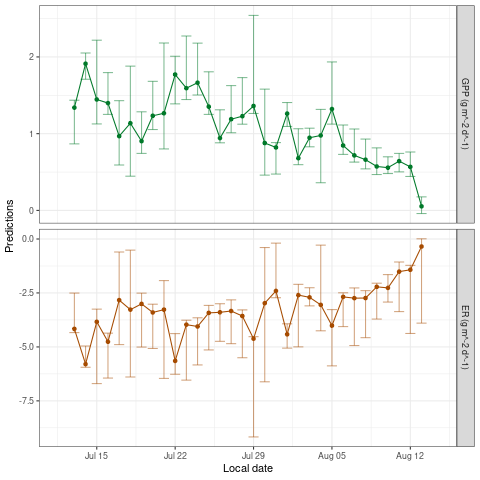 2
1
0
GPP (g m^-2 d^-1)
Predictions
0.0
-2.5
-5.0
-7.5
ER (g m^-2 d^-1)
Jul 15
Jul 22
Jul 29
Aug 05
Aug 12
Local date